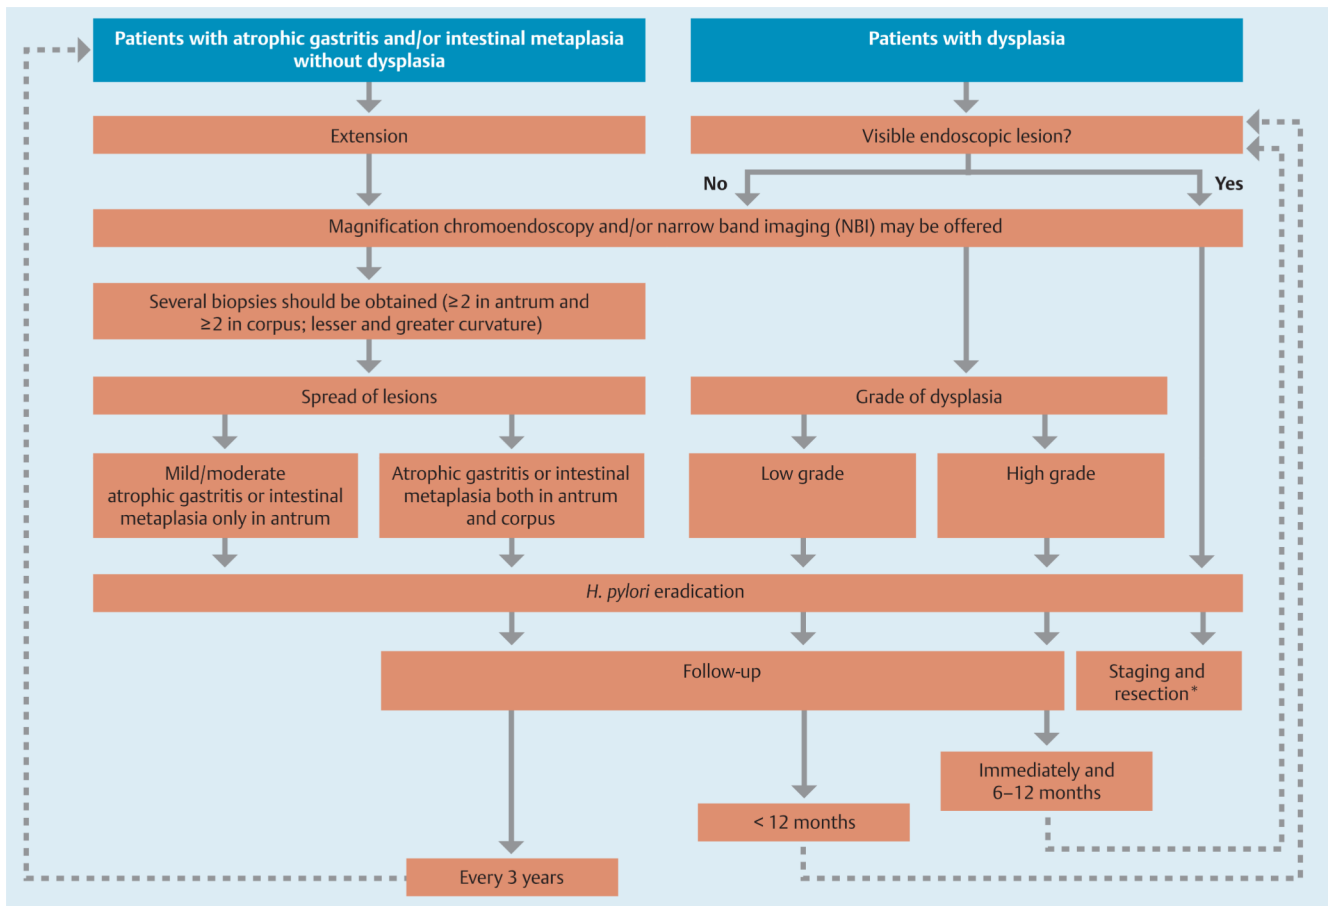 Patients with atrophic gastritis and/or intestinal metaplasia
without dysplasia
Patients with dysplasia
Extension
Visible endoscopic lesion?
No
Yes
Magnification chromoendoscopy and/or narrow band imaging (NBI) may be offered
Several biopsies should be obtained (≥2 in antrum and
≥2 in corpus; lesser and greater curvature)
Spread of lesions
Grade of dysplasia
Mild/moderate
atrophic gastritis or intestinal
metaplasia only in antrum
Atrophic gastritis or intestinal
metaplasia both in antrum
and corpus
Low grade
High grade
H. pylori eradication
Follow-up
Staging and
resection*
Immediately and
6–12 months
< 12 months
Every 3 years